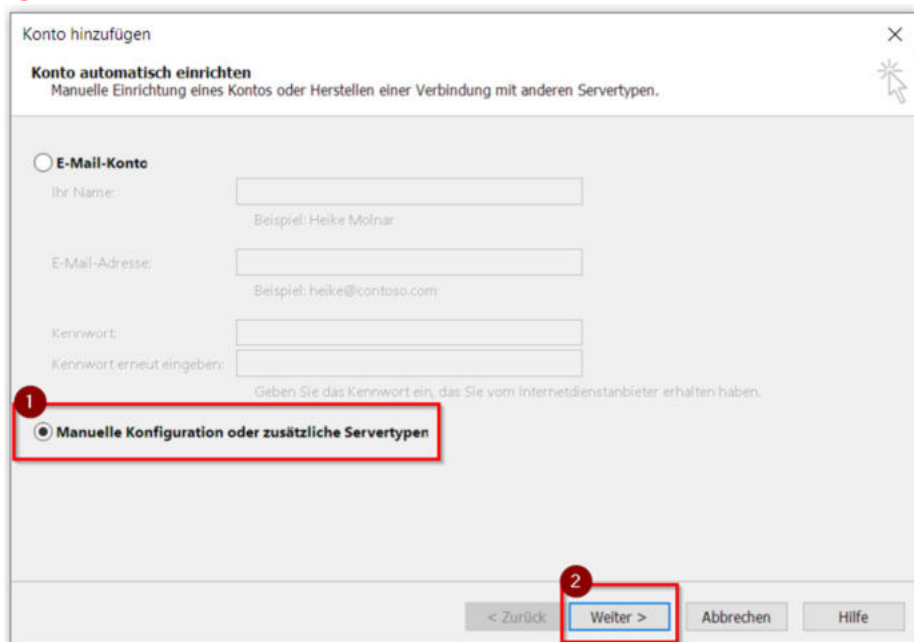 Konto hinzufügen
Konto automatisch einrichten
Manuelle Einrichtung eines Kontos oder Herstellen einer Verbindung mit anderen Servertypen.
E-Mail-Konto
Ihr Name:
Beispiel: Heike Molnar
E-Mail-Adresse:
Beispiel: heike@contoso.com
Kennwort:
Kennwort erneut eingeben:
Geben Sie das Kennwort ein, das Sie vom Internetdienstanbieter erhalten haben.
1
Manuelle Konfiguration oder zusätzliche Servertypen
2
< Zurück Weiter > Abbrechen Hilfe